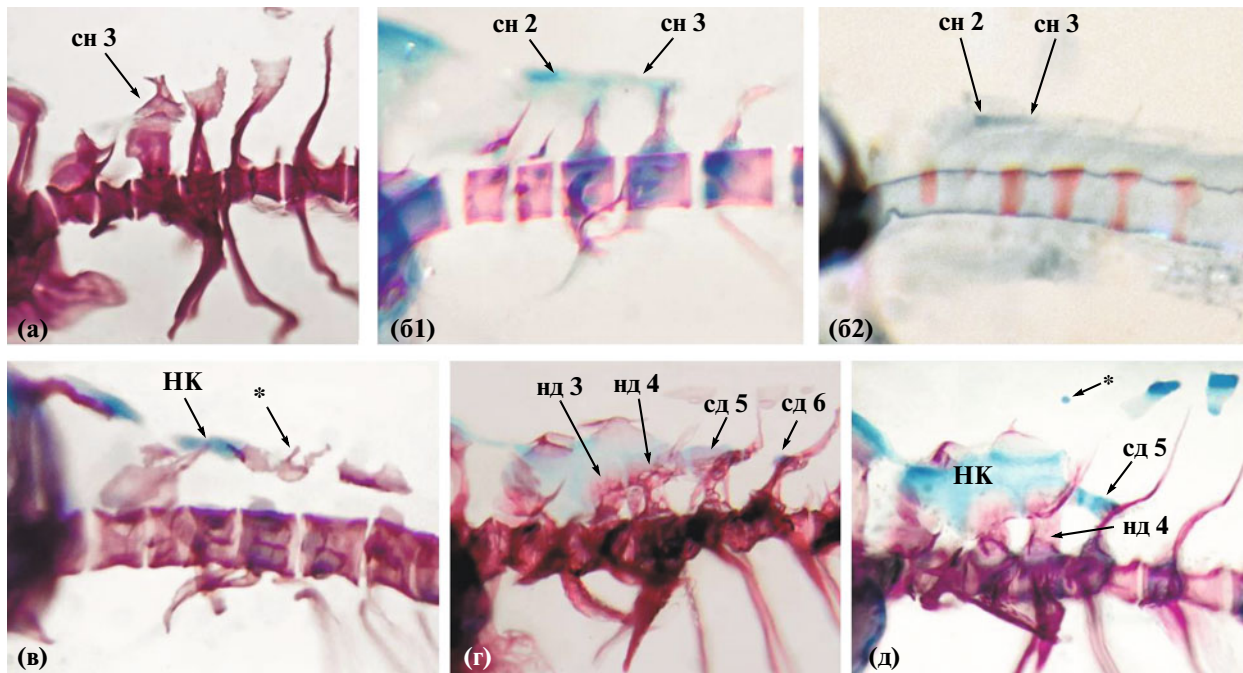 сн 3
(а)
сн 2
сн 3
(б1)
сн 2
сн 3
(б2)
НК
*
(в)
нд 3
нд 4
сд 5
сд 6
(г)
*
НК
сд 5
нд 4
(д)